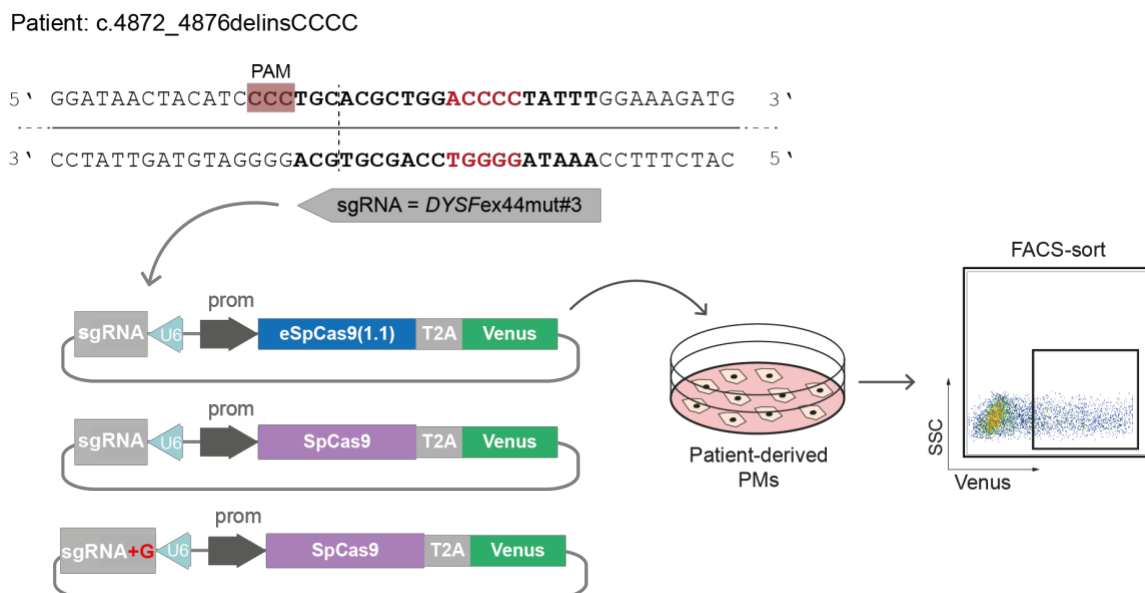 Patient: c.4872_4876delinsCCCC
PAM
5' GGATAACTACATCCCCTGCACGCTGGACCCCTATTTGGAAAGATG 3'
3' CCTATTGATGTAGGGGACGTGCGACCTGGGGATAAACCTTTCTAC 5'
sgRNA = DYSFex44mut#3
prom
sgRNA U6 eSpCas9(1.1) T2A Venus
prom
sgRNA U6 SpCas9 T2A Venus
prom
sgRNA+G U6 SpCas9 T2A Venus
Patient-derived
PMs
FACS-sort
SSC
Venus